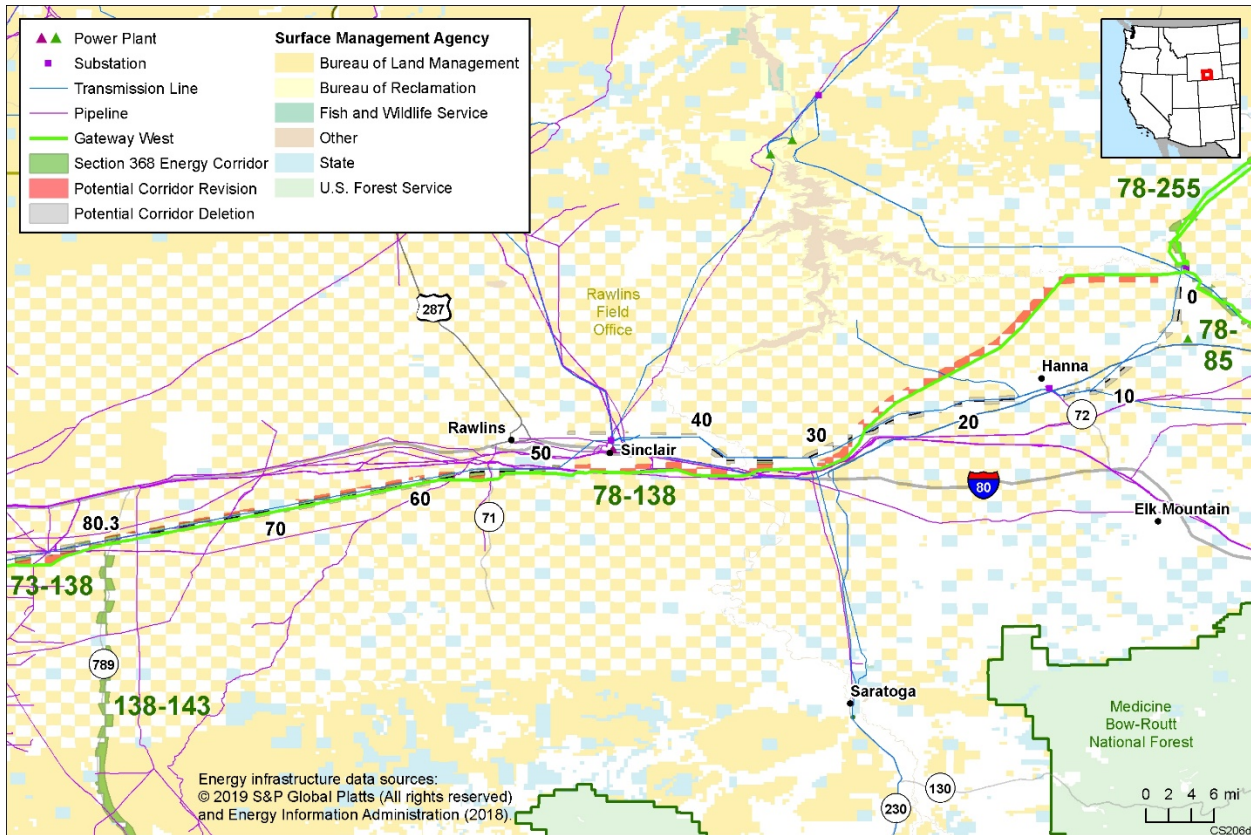 Power Plant
Substation
Transmission Line
Pipeline
Gateway West
Section 368 Energy Corridor
Potential Corridor Revision
Potential Corridor Deletion
Surface Management Agency
Bureau of Land Management
Bureau of Reclamation
Fish and Wildlife Service
Other
State
U.S. Forest Service
78-255
287
Rawlins
Field
Office
0
78-
85
Hanna
10
72
20
30
40
Rawlins
50
Sinclair
80
78-138
60
71
Elk Mountain
70
80.3
73-138
789
138-143
Saratoga
Medicine
Bow-Routt
National Forest
Energy infrastructure data sources:
© 2019 S&P Global Platts (All rights reserved)
and Energy Information Administration (2018).
130
230
0 2 4 6 mi